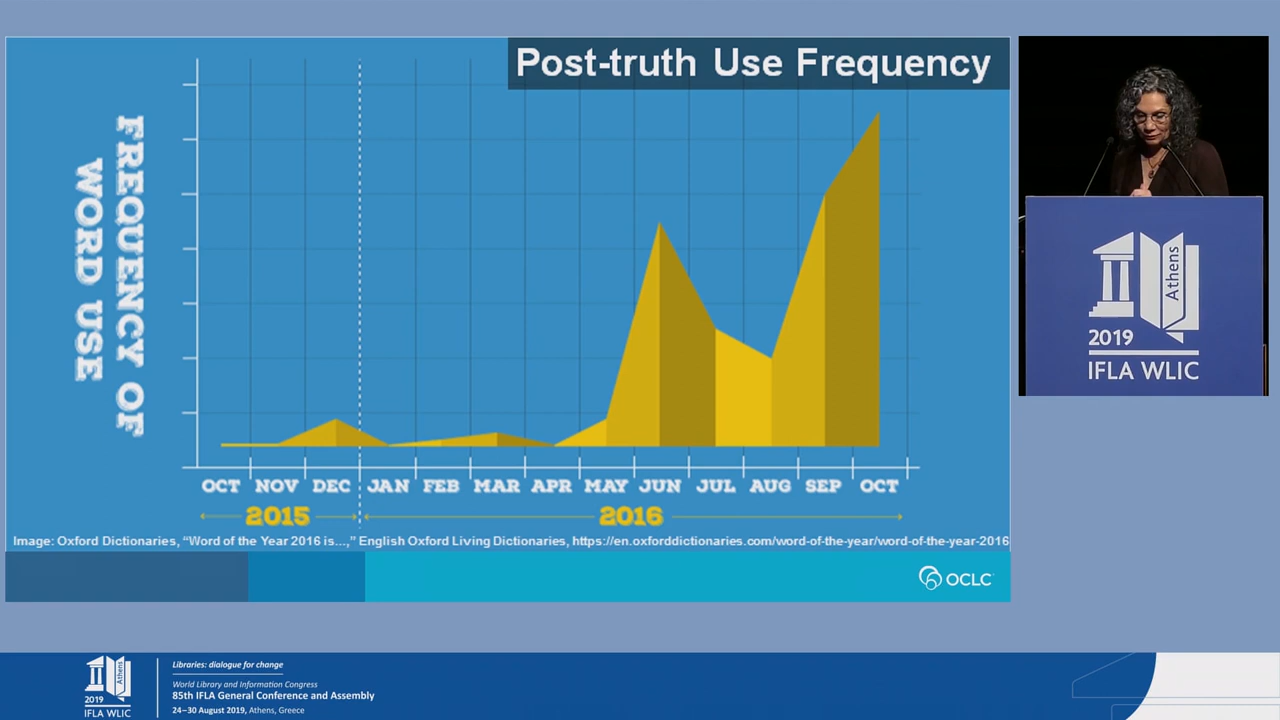 Post-truth Use Frequency
FREQUENCY OF
WORD USE
OCT NOV DEC JAN FEB MAR APR MAY JUN JUL AUG SEP OCT
2015 2016
Image: Oxford Dictionaries, “Word of the Year 2016 is...,” English Oxford Living Dictionaries, https://en.oxforddictionaries.com/word-of-the-year/word-of-the-year-2016
OCLC
Athens
2019
IFLA WLIC
Athens
2019
IFLA WLIC
Libraries: dialogue for change
World Library and Information Congress
85th IFLA General Conference and Assembly
24–30 August 2019, Athens, Greece